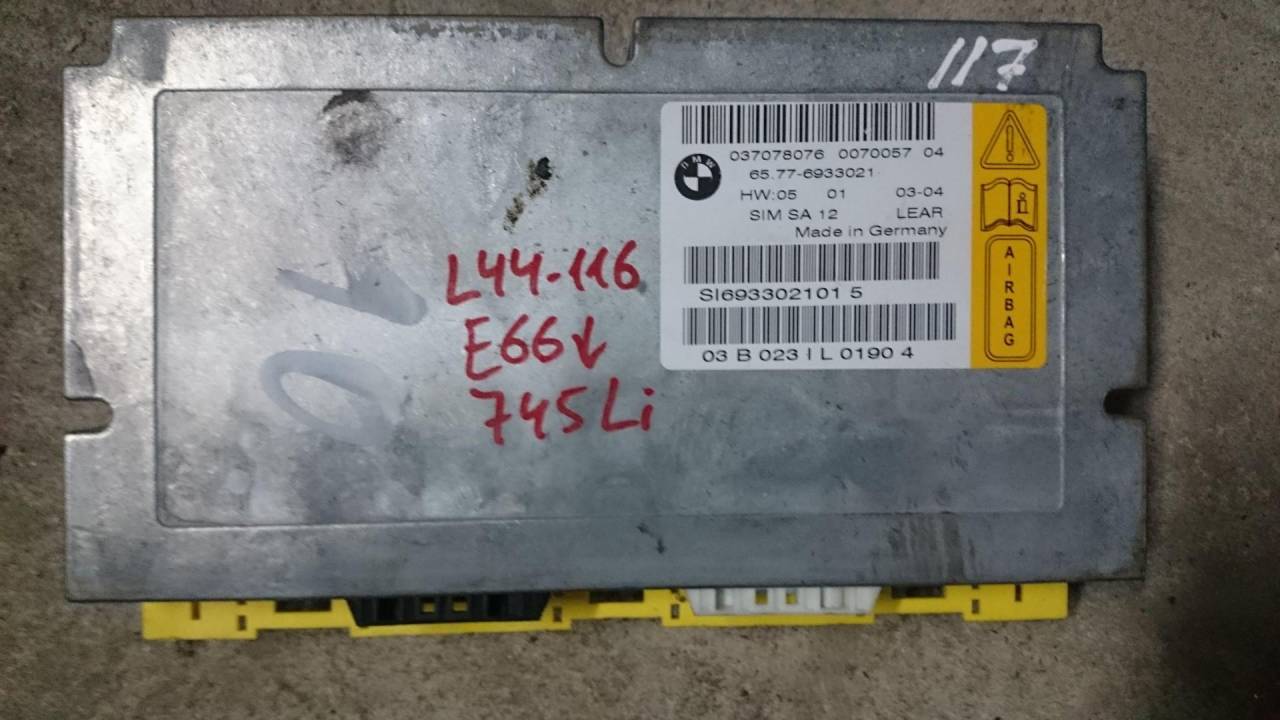 117
037078076 0070057 04
BMW
65.77-6933021
HW:05 01 03-04
SIM SA 12 LEAR
Made in Germany
SI693302101 5
03 B 023 I L 0190 4
AIRBAG
L44-116
E66
745Li